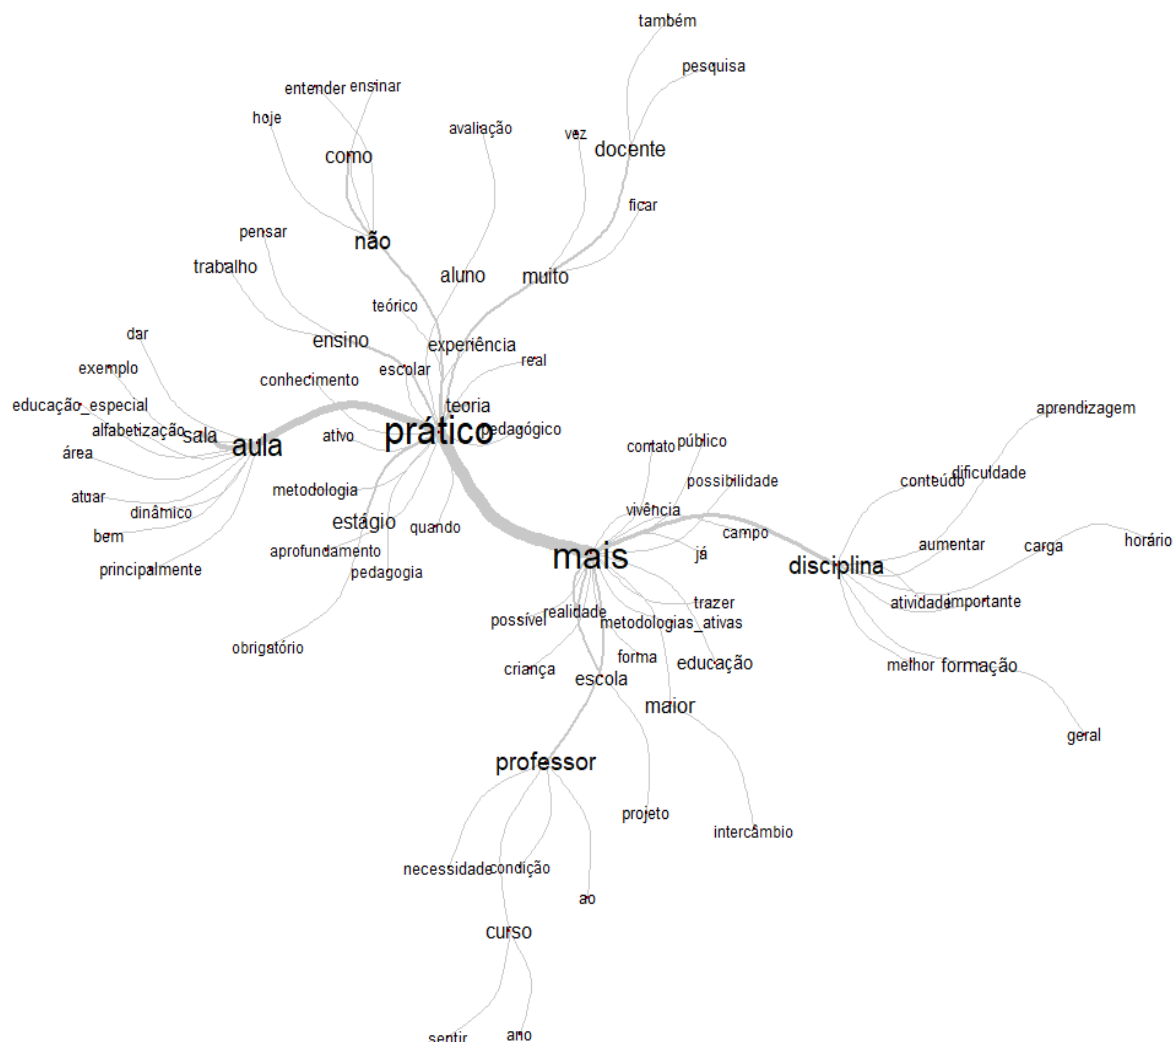 também
pesquisa
entender
ensinar
hoje
avaliação
vez
docente
como
ficar
pensar
não
trabalho
aluno
muito
teórico
dar
ensino
experiência
exemplo
escolar
real
conhecimento
educação_especial
teoria
aprendizagem
alfabetização
sala
aula
ativo
prático
pedagógico
público
contato
área
possibilidade
dificuldade
conteúdo
metodologia
atuar
dinâmico
vivência
estágio
quando
campo
bem
aumentar
carga
horário
aprofundamento
mais
já
disciplina
principalmente
pedagogia
trazer
atividade
importante
realidade
possível
metodologias_ativas
obrigatório
forma
educação
criança
escola
melhor
formação
maior
geral
professor
projeto
intercâmbio
necessidade
condição
ao
curso
sentir
ano